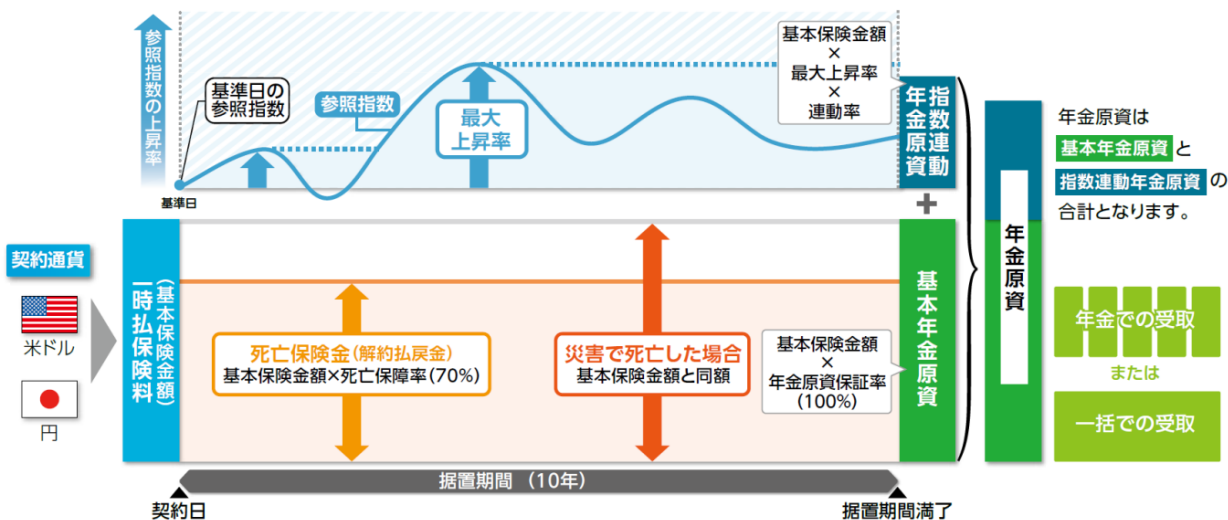 参照指数の上昇率
基準日の
参照指数
参照指数
最大
上昇率
基本保険金額
×
最大上昇率
×
連動率
指数連動
年金原資
基準日
+
年金原資は
基本年金原資 と
指数連動年金原資 の
合計となります。
契約通貨
米ドル
円
一時払保険料
(基本保険金額)
死亡保険金(解約払戻金)
基本保険金額×死亡保障率(70%)
災害で死亡した場合
基本保険金額と同額
基本保険金額
×
年金原資保証率
(100%)
基本年金原資
年金原資
年金での受取
または
一括での受取
据置期間 (10年)
契約日
据置期間満了